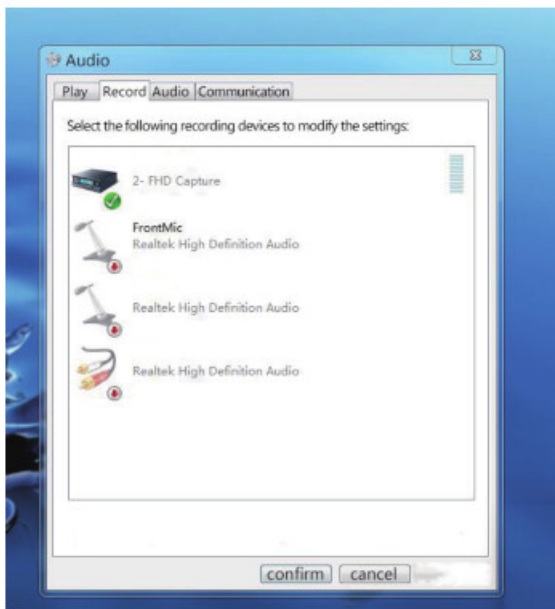 Audio
Play Record Audio Communication
Select the following recording devices to modify the settings:
2- FHD Capture
FrontMic
Realtek High Definition Audio
Realtek High Definition Audio
Realtek High Definition Audio
confirm cancel